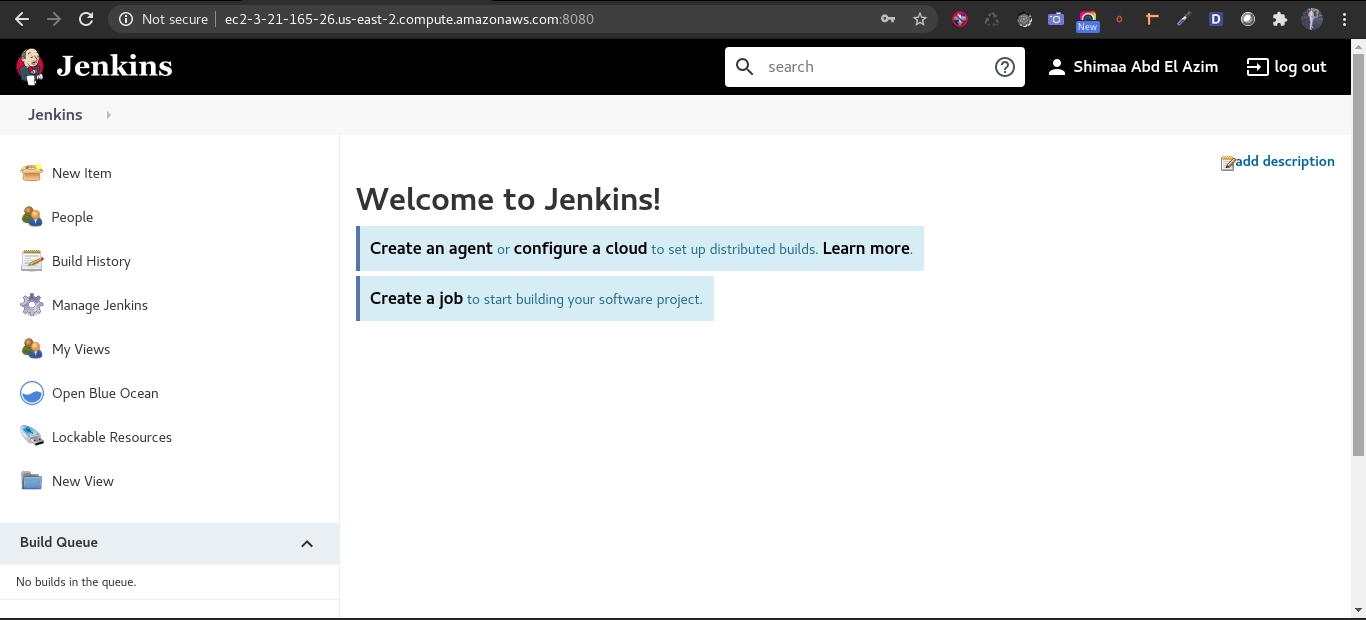 Not secure ec2-3-21-165-26.us-east-2.compute.amazonaws.com:8080
New
D
Jenkins search Shimaa Abd El Azim log out
Jenkins
add description
New Item
People
Build History
Manage Jenkins
My Views
Open Blue Ocean
Lockable Resources
New View
Welcome to Jenkins!
Create an agent or configure a cloud to set up distributed builds. Learn more.
Create a job to start building your software project.
Build Queue
No builds in the queue.